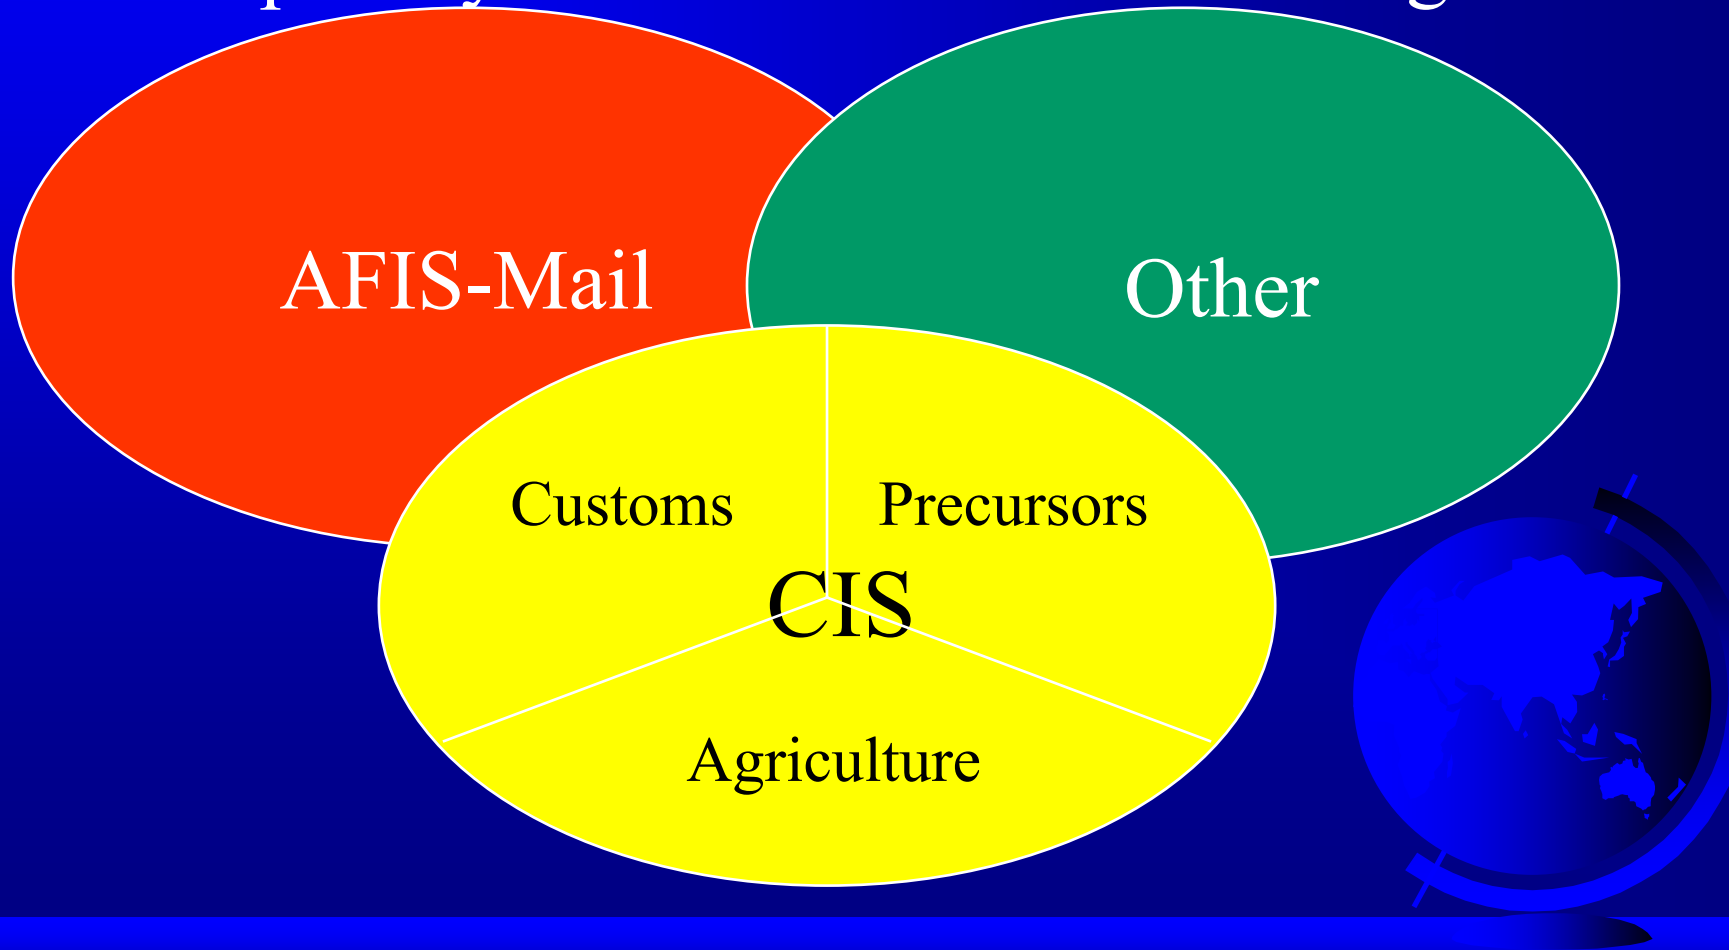 AFIS-Mail
Other
Customs
Precursors
CIS
Agriculture